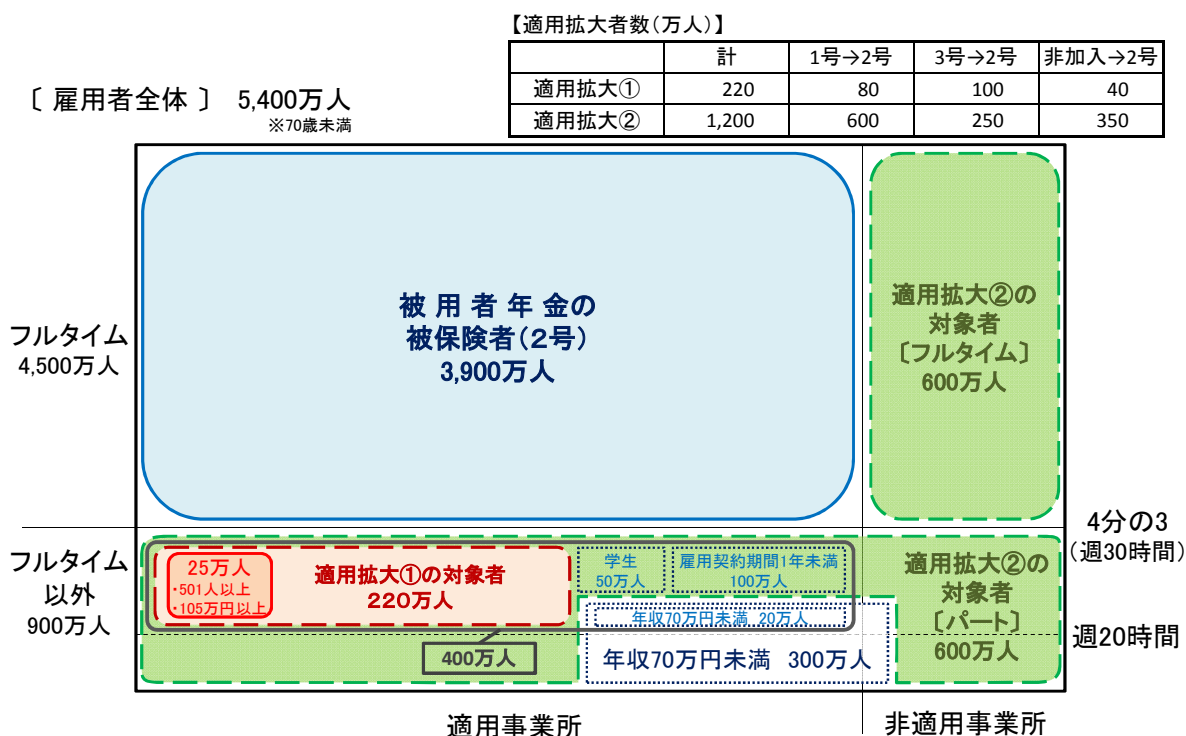 【適用拡大者数(万人)】
計 1号→2号 3号→2号 非加入→2号
適用拡大① 220 80 100 40
適用拡大② 1,200 600 250 350
〔 雇用者全体 〕 5,400万人
※70歳未満
被用者年金の
被保険者(2号)
3,900万人
適用拡大②の
対象者
〔フルタイム〕
600万人
フルタイム
4,500万人
4分の3
(週30時間)
フルタイム
以外
900万人
25万人
・501人以上
・105万円以上
適用拡大①の対象者
220万人
学生
50万人
雇用契約期間1年未満
100万人
適用拡大②の
対象者
〔パート〕
600万人
年収70万円未満 20万人
週20時間
400万人
年収70万円未満 300万人
適用事業所
非適用事業所